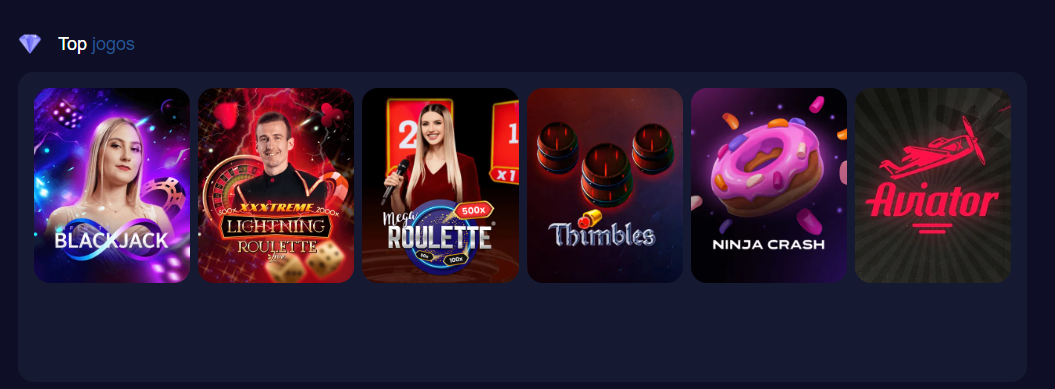 Top jogos
BLACKJACK
500x XXXTREME 2000x
LIGHTNING
ROULETTE
Live
2
1
x1
Mega
500x
ROULETTE
50x
100x
Thimbles
NINJA CRASH
Aviator